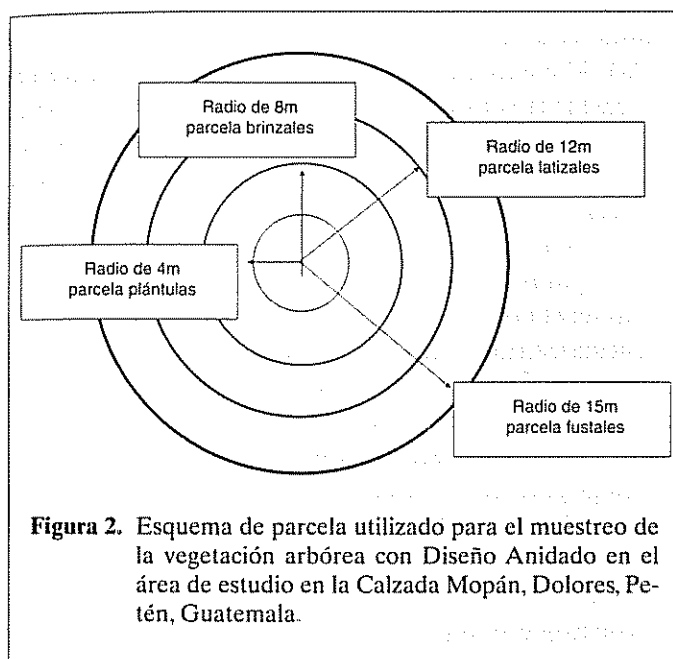 Radio de 8m
parcela brinzales
Radio de 12m
parcela latizales
Radio de 4m
parcela plántulas
Radio de 15m
parcela fustales
Figura 2. Esquema de parcela utilizado para el muestreo de
la vegetación arbórea con Diseño Anidado en el
área de estudio en la Calzada Mopán, Dolores, Pe-
tén, Guatemala.